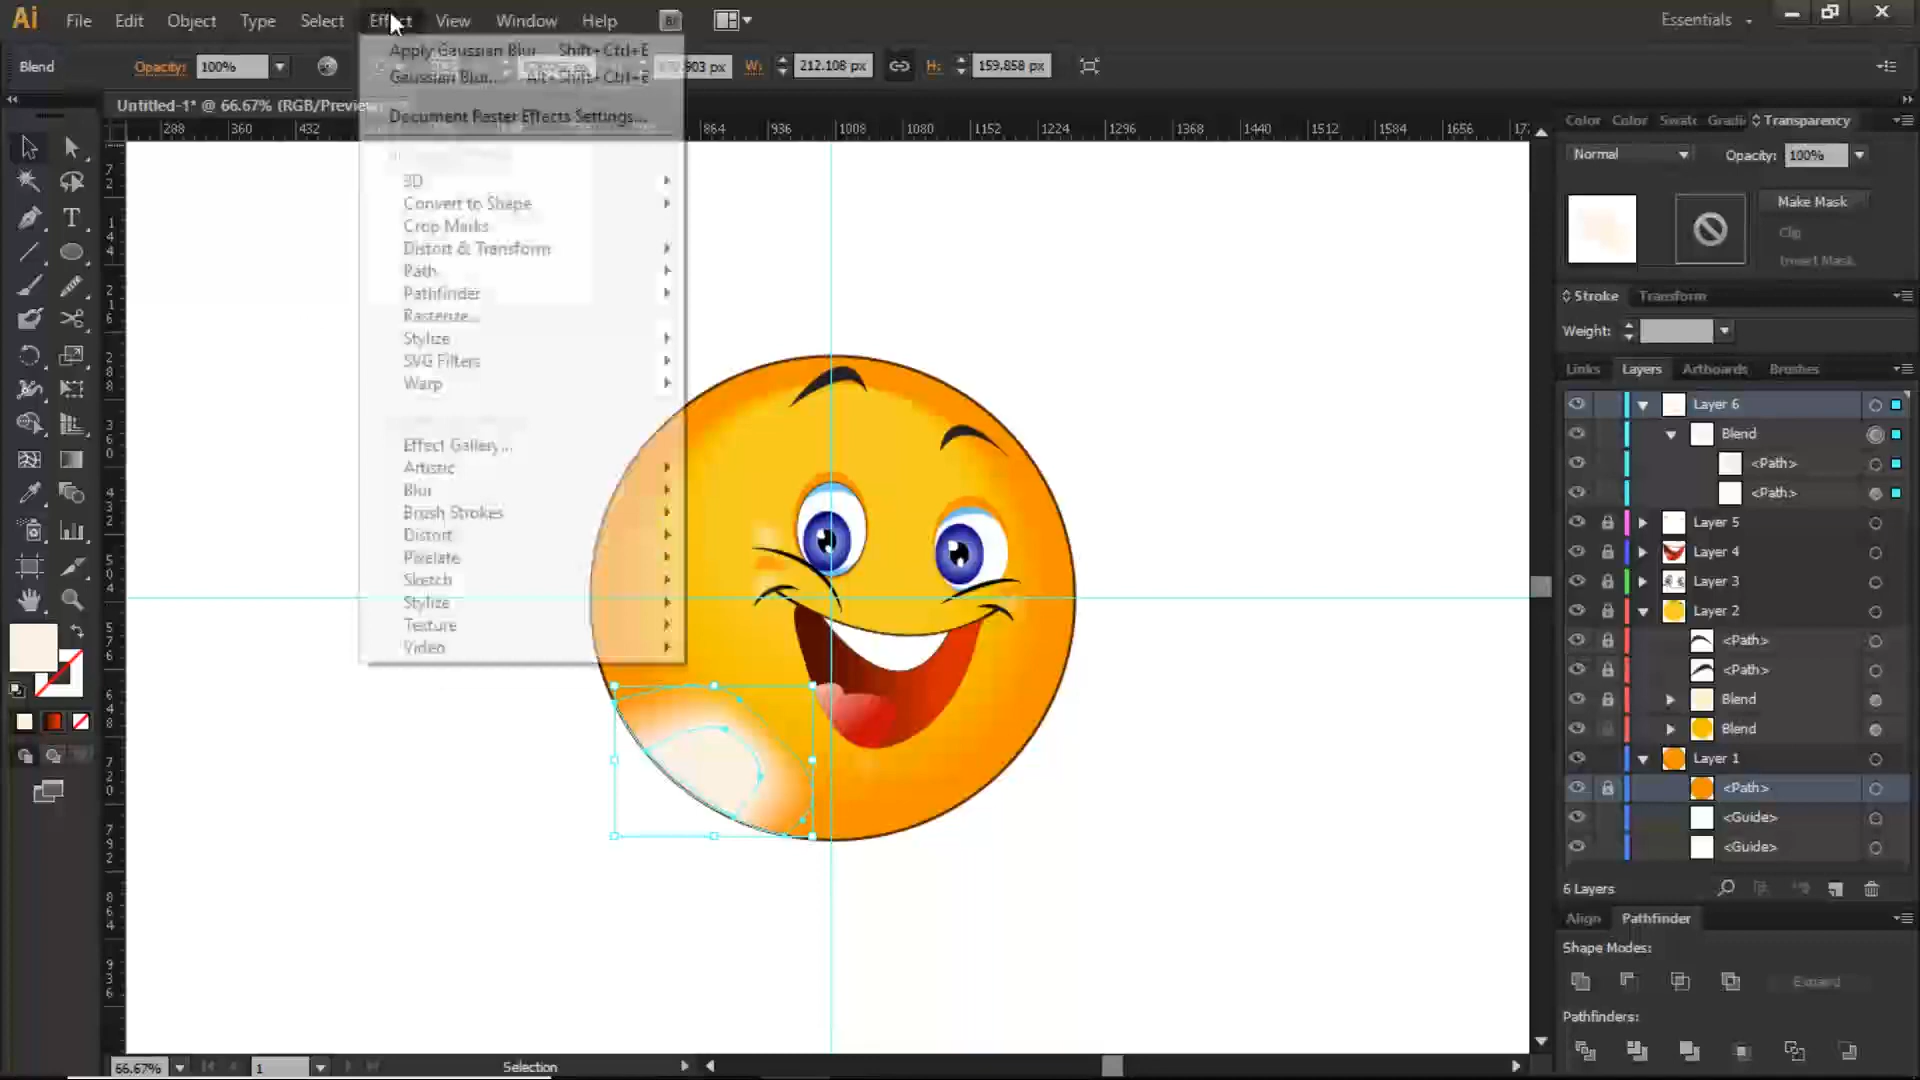 Ai File Edit Object Type Select Effect View Window Help Br Essentials
Blend Opacity: 100% .903 px W: 212.108 px H: 159.858 px
Apply Gaussian Blur Shift+Ctrl+E
Gaussian Blur... Alt+Shift+Ctrl+E
Document Raster Effects Settings...
3D
Convert to Shape
Crop Marks
Distort & Transform
Path
Pathfinder
Rasterize...
Stylize
SVG Filters
Warp
Effect Gallery...
Artistic
Blur
Brush Strokes
Distort
Pixelate
Sketch
Stylize
Texture
Video
Untitled-1* @ 66.67% (RGB/Preview
288 360 432 864 936 1008 1080 1152 1224 1296 1368 1440 1512 1584 1656
Color Color Swatc Gradi Transparency
Normal Opacity: 100%
Make Mask
Clip
Invert Mask
Stroke Transform
Weight:
Links Layers Artboards Brushes
Layer 6
Blend
<Path>
<Path>
Layer 5
Layer 4
Layer 3
Layer 2
<Path>
<Path>
Blend
Blend
Layer 1
<Path>
<Guide>
<Guide>
6 Layers
Align Pathfinder
Shape Modes:
Expand
Pathfinders:
66.67% 1 Selection